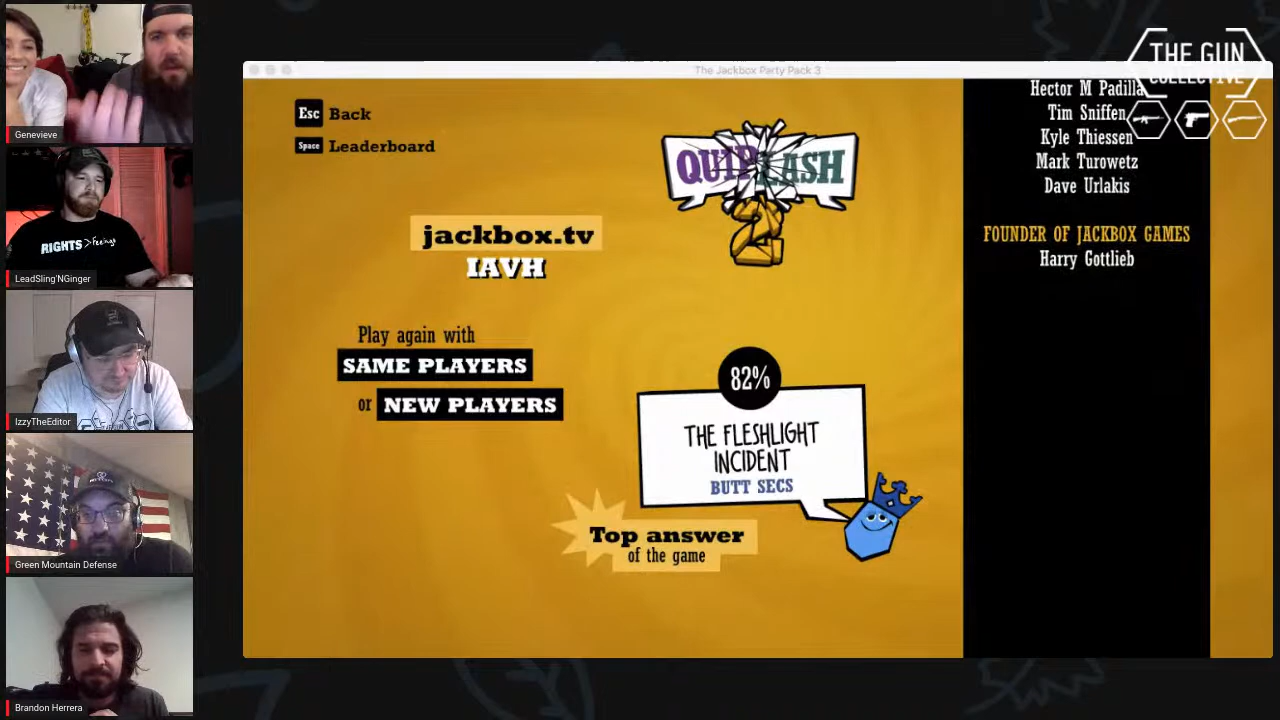 Genevieve
RIGHTS > feelings
LeadSling'NGinger
IzzyTheEditor
Green Mountain Defense
Brandon Herrera
The Jackbox Party Pack 3
Esc Back
Space Leaderboard
jackbox.tv
IAVH
QUIPLASH
2
Play again with
SAME PLAYERS
or NEW PLAYERS
82%
THE FLESHLIGHT
INCIDENT
BUTT SECS
Top answer
of the game
THE GUN
COLLECTIVE
Hector M Padilla
Tim Sniffen
Kyle Thiessen
Mark Turowetz
Dave Urlakis
FOUNDER OF JACKBOX GAMES
Harry Gottlieb